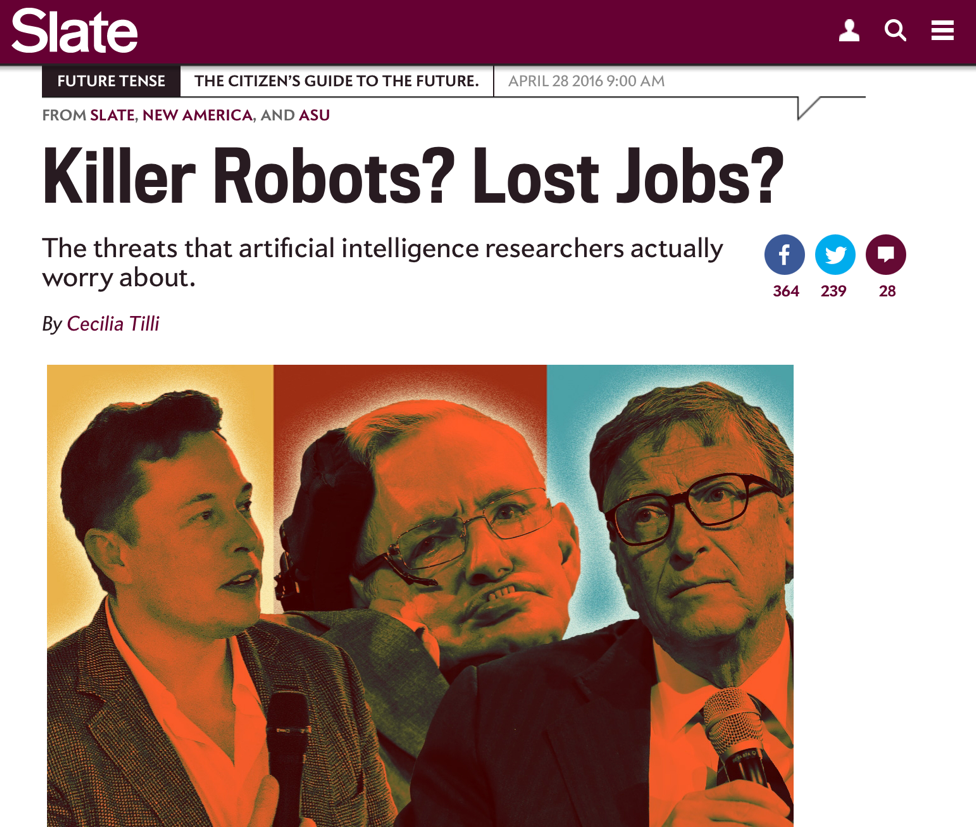 Slate
FUTURE TENSE
THE CITIZEN’S GUIDE TO THE FUTURE.
APRIL 28 2016 9:00 AM
FROM SLATE, NEW AMERICA, AND ASU
Killer Robots? Lost Jobs?
The threats that artificial intelligence researchers actually
worry about.
364
239
28
By Cecilia Tilli